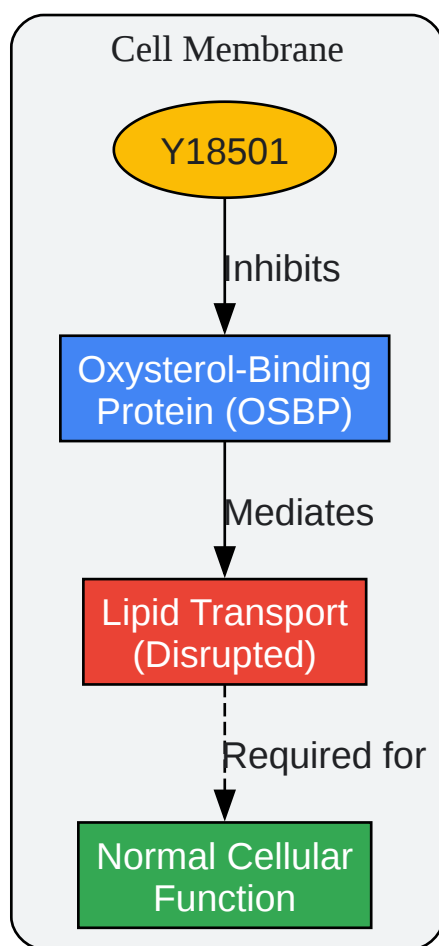 Cell Membrane
Y18501
Inhibits
Oxysterol-Binding
Protein (OSBP)
Mediates
Lipid Transport
(Disrupted)
Required for
Normal Cellular
Function